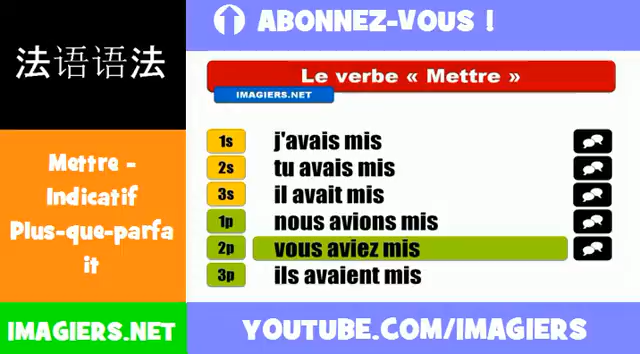 法语语法
Mettre -
Indicatif
Plus-que-parfa
it
IMAGIERS.NET
ABONNEZ-VOUS !
Le verbe « Mettre »
IMAGIERS.NET
1s j'avais mis
2s tu avais mis
3s il avait mis
1p nous avions mis
2p vous aviez mis
3p ils avaient mis
YOUTUBE.COM/IMAGIERS